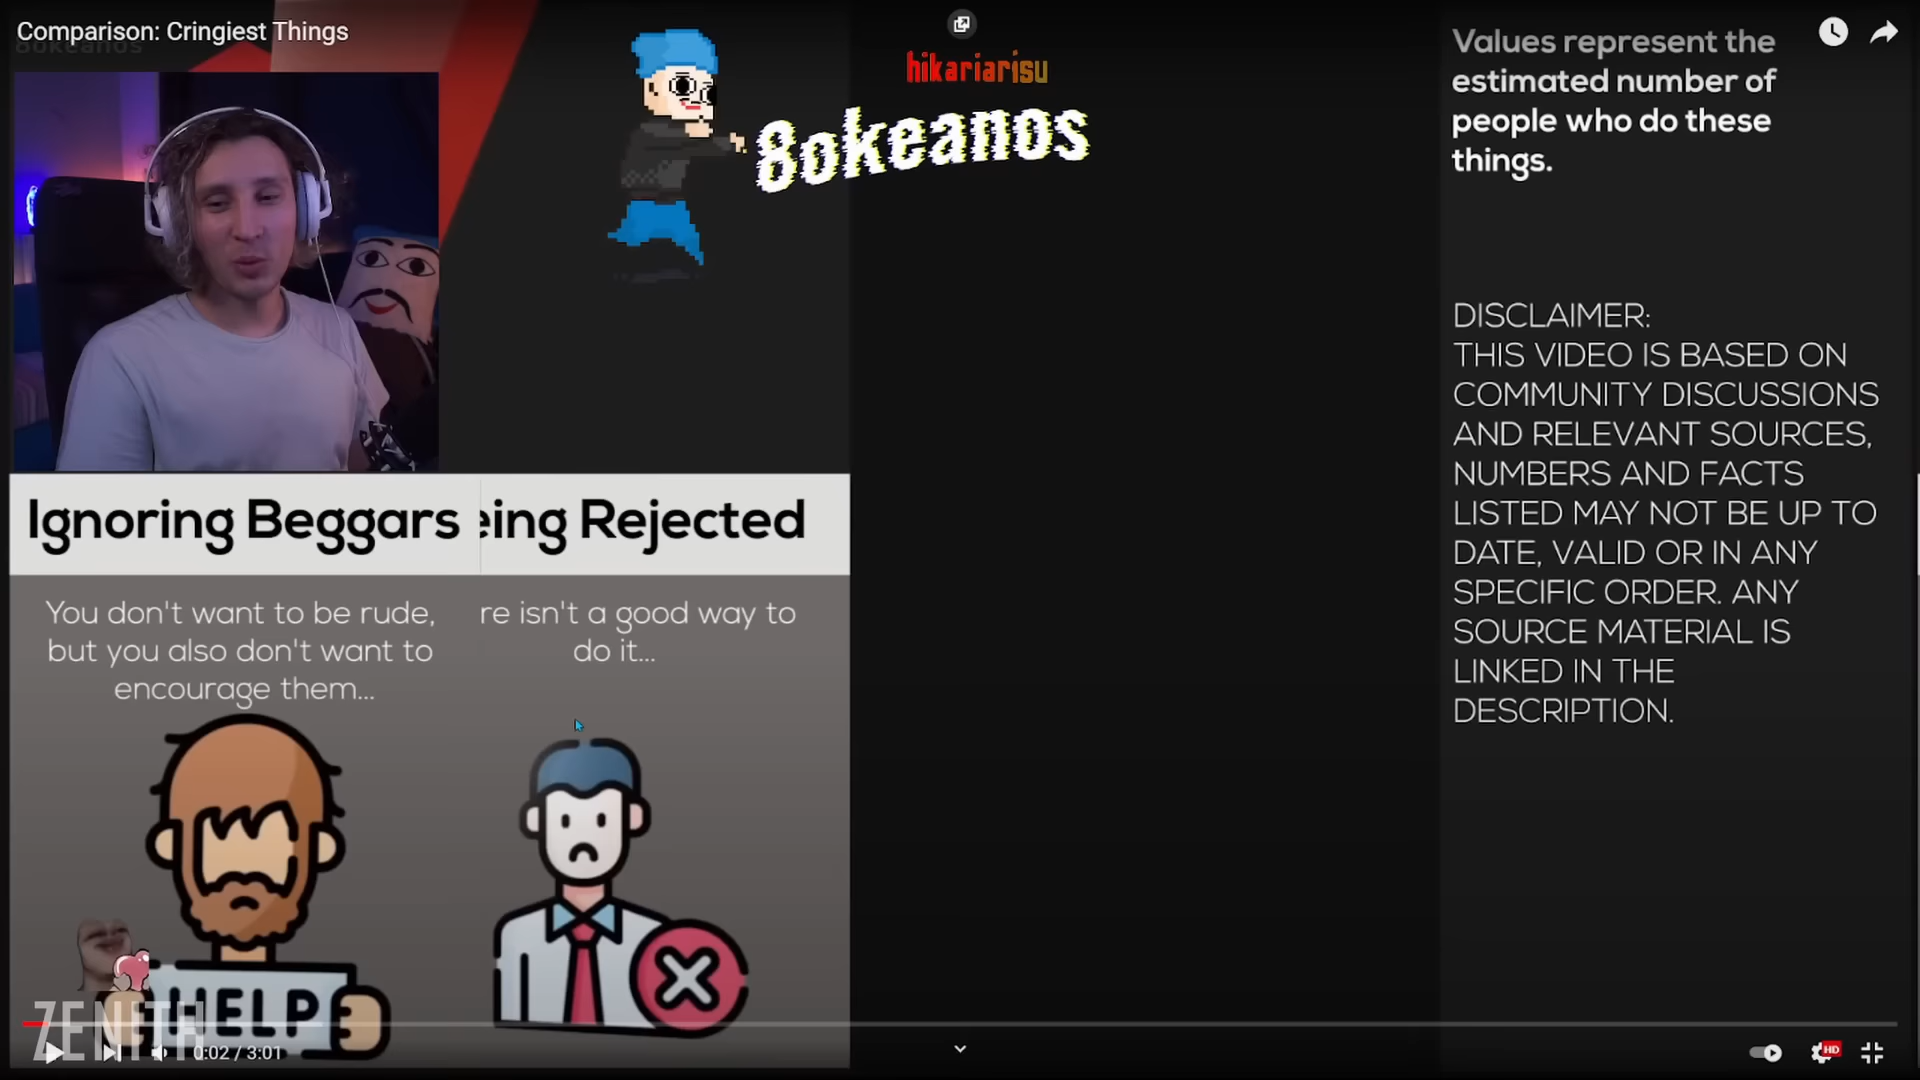 Comparison: Cringiest Things
8okeanos
hikariarisu
8okeanos
Values represent the
estimated number of
people who do these
things.
DISCLAIMER:
THIS VIDEO IS BASED ON
COMMUNITY DISCUSSIONS
AND RELEVANT SOURCES,
NUMBERS AND FACTS
LISTED MAY NOT BE UP TO
DATE, VALID OR IN ANY
SPECIFIC ORDER. ANY
SOURCE MATERIAL IS
LINKED IN THE
DESCRIPTION.
Ignoring Beggars
eing Rejected
You don't want to be rude,
but you also don't want to
encourage them...
re isn't a good way to
do it...
HELP
ZENITH
0:02 / 3:01
HD